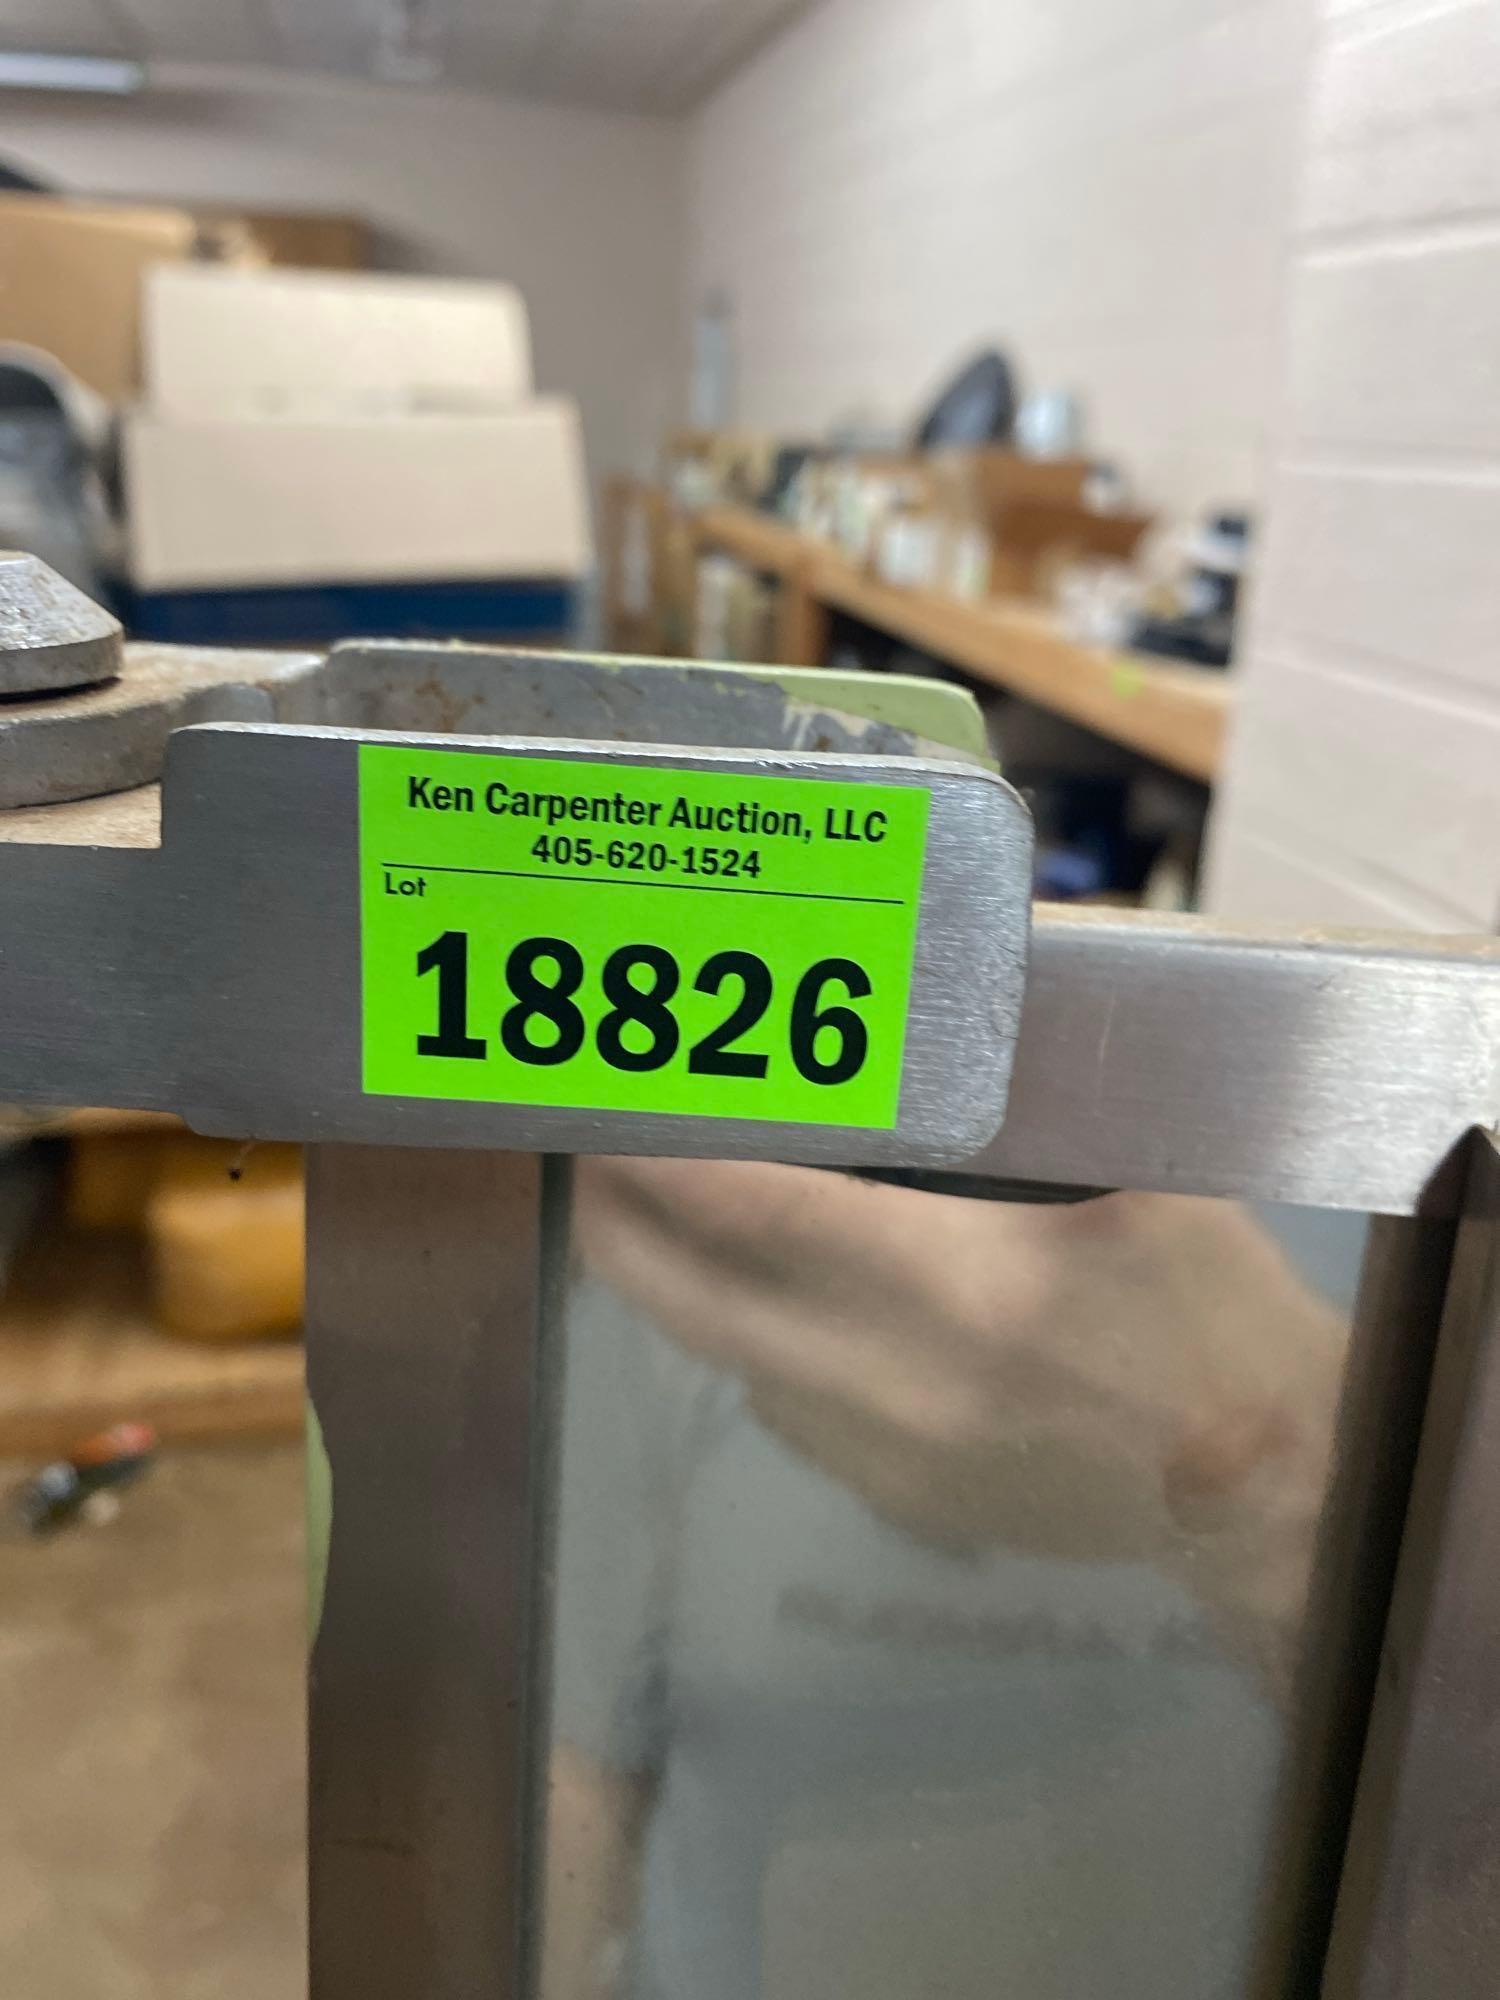 Ken Carpenter Auction, LLC
405-620-1524
Lot
18826